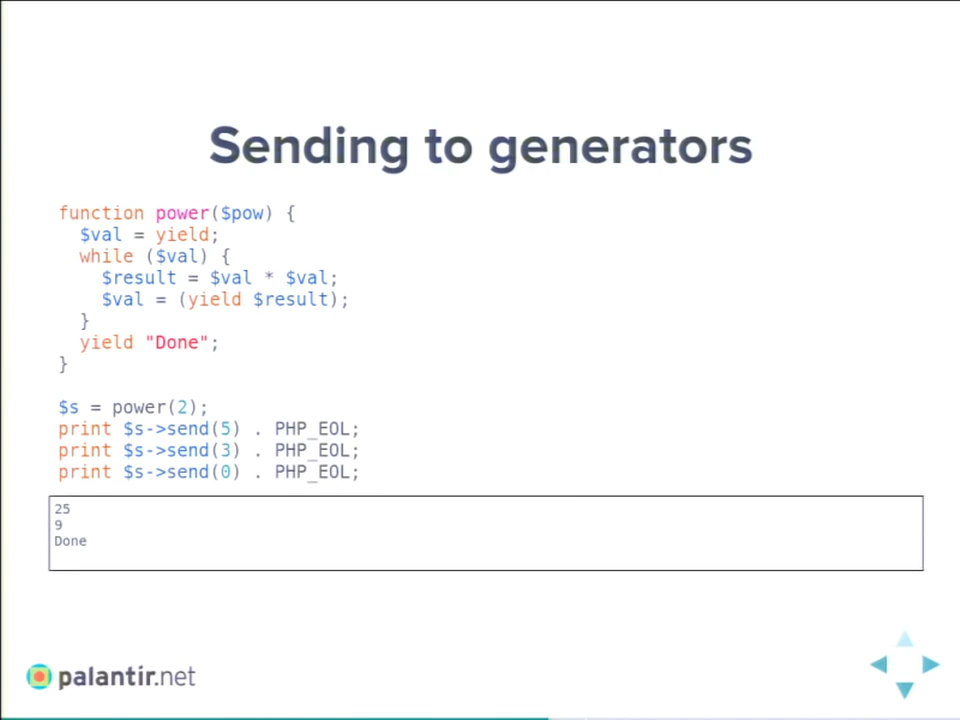 Sending to generators
function power($pow) {
  $val = yield;
  while ($val) {
    $result = $val * $val;
    $val = (yield $result);
  }
  yield "Done";
}
$s = power(2);
print $s->send(5) . PHP_EOL;
print $s->send(3) . PHP_EOL;
print $s->send(0) . PHP_EOL;
25
9
Done
palantir.net